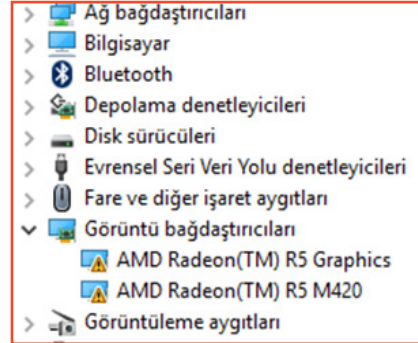 Ağ bağdaştırıcıları
Bilgisayar
Bluetooth
Depolama denetleyicileri
Disk sürücüleri
Evrensel Seri Veri Yolu denetleyicileri
Fare ve diğer işaret aygıtları
Görüntü bağdaştırıcıları
AMD Radeon(TM) R5 Graphics
AMD Radeon(TM) R5 M420
Görüntüleme aygıtları